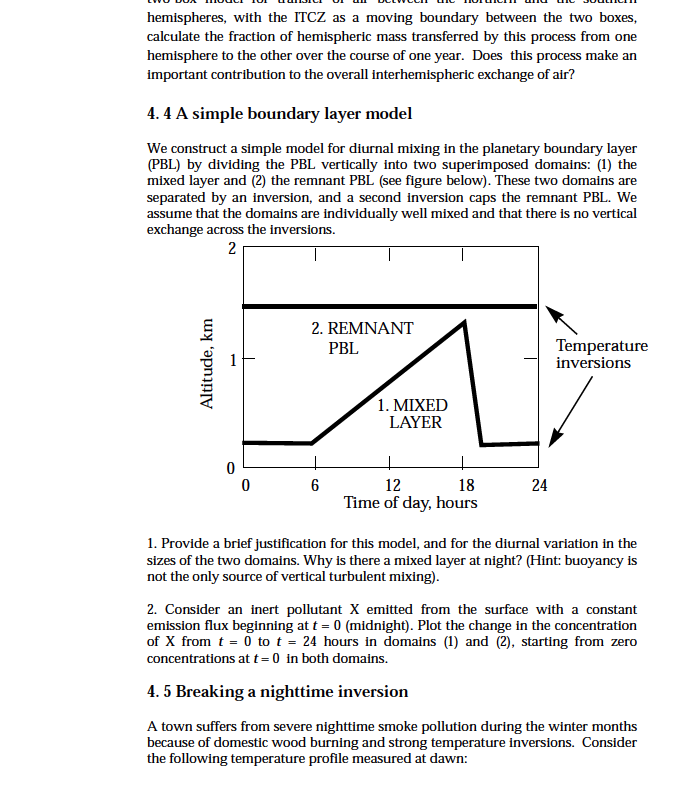 hemispheres, with the ITCZ as a moving boundary between the two boxes,
calculate the fraction of hemispheric mass transferred by this process from one
hemisphere to the other over the course of one year. Does this process make an
important contribution to the overall interhemispheric exchange of air?
4. 4 A simple boundary layer model
We construct a simple model for diurnal mixing in the planetary boundary layer
(PBL) by dividing the PBL vertically into two superimposed domains: (1) the
mixed layer and (2) the remnant PBL (see figure below). These two domains are
separated by an inversion, and a second inversion caps the remnant PBL. We
assume that the domains are individually well mixed and that there is no vertical
exchange across the inversions.
2
2. REMNANT
PBL
Temperature
inversions
Altitude, km
1
1. MIXED
LAYER
0
0 6 12 18 24
Time of day, hours
1. Provide a brief justification for this model, and for the diurnal variation in the
sizes of the two domains. Why is there a mixed layer at night? (Hint: buoyancy is
not the only source of vertical turbulent mixing).
2. Consider an inert pollutant X emitted from the surface with a constant
emission flux beginning at t = 0 (midnight). Plot the change in the concentration
of X from t = 0 to t = 24 hours in domains (1) and (2), starting from zero
concentrations at t = 0 in both domains.
4. 5 Breaking a nighttime inversion
A town suffers from severe nighttime smoke pollution during the winter months
because of domestic wood burning and strong temperature inversions. Consider
the following temperature profile measured at dawn: